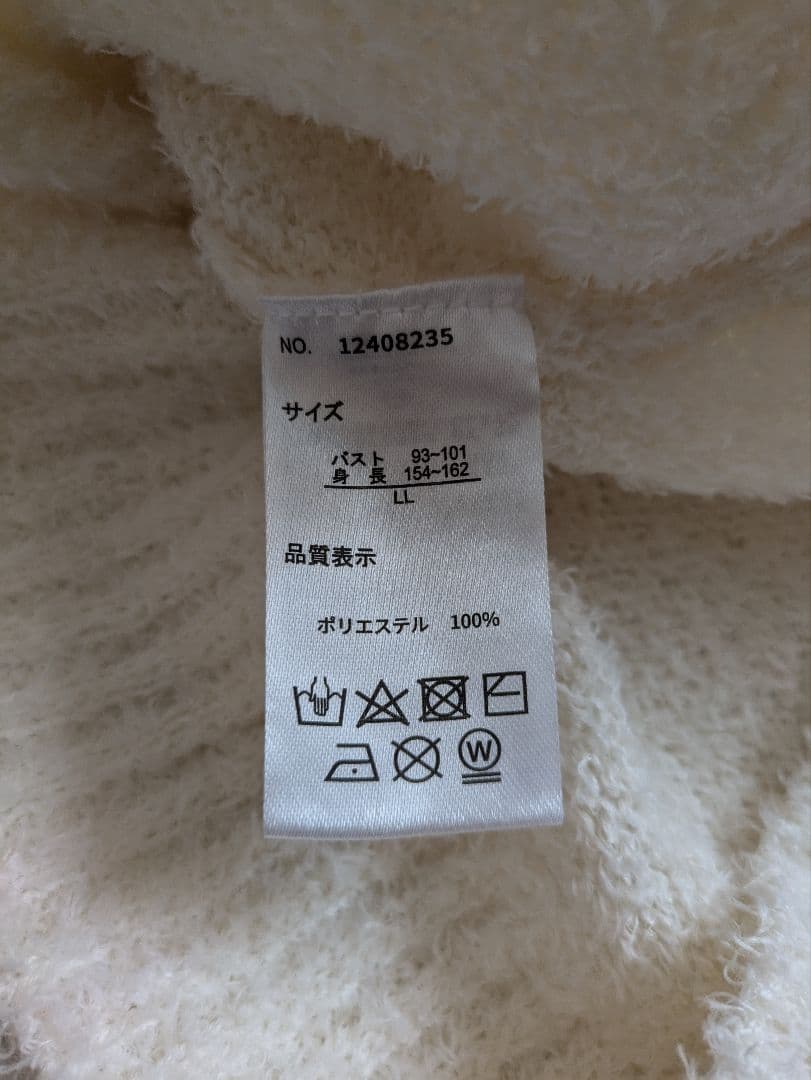 NO. 12408235
サイズ
バスト 93~101
身 長 154~162
LL
品質表示
ポリエステル 100%
W